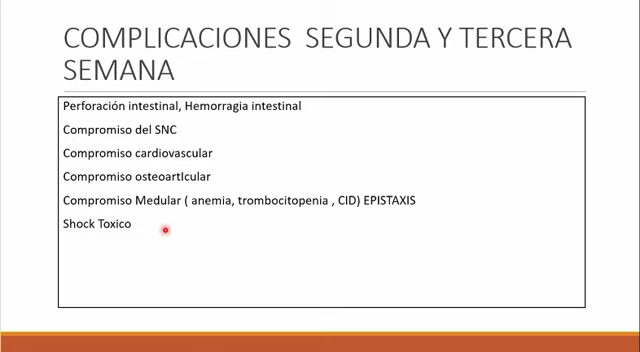 COMPLICACIONES SEGUNDA Y TERCERA
SEMANA
Perforación intestinal, Hemorragia intestinal
Compromiso del SNC
Compromiso cardiovascular
Compromiso osteoartIcular
Compromiso Medular ( anemia, trombocitopenia , CID) EPISTAXIS
Shock Toxico